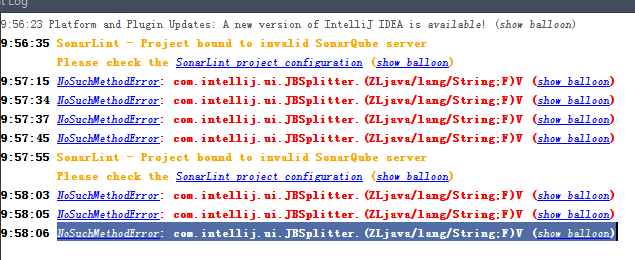 t Log
9:56:23 Platform and Plugin Updates: A new version of IntelliJ IDEA is available! (show balloon)
9:56:35 SonarLint - Project bound to invalid SonarQube server
Please check the SonarLint project configuration (show balloon)
9:57:15 NoSuchMethodError: com.intellij.ui.JBSplitter.(ZLjava/lang/String;F)V (show balloon)
9:57:34 NoSuchMethodError: com.intellij.ui.JBSplitter.(ZLjava/lang/String;F)V (show balloon)
9:57:37 NoSuchMethodError: com.intellij.ui.JBSplitter.(ZLjava/lang/String;F)V (show balloon)
9:57:45 NoSuchMethodError: com.intellij.ui.JBSplitter.(ZLjava/lang/String;F)V (show balloon)
9:57:55 SonarLint - Project bound to invalid SonarQube server
Please check the SonarLint project configuration (show balloon)
9:58:03 NoSuchMethodError: com.intellij.ui.JBSplitter.(ZLjava/lang/String;F)V (show balloon)
9:58:05 NoSuchMethodError: com.intellij.ui.JBSplitter.(ZLjava/lang/String;F)V (show balloon)
9:58:06 NoSuchMethodError: com.intellij.ui.JBSplitter.(ZLjava/lang/String;F)V (show balloon)